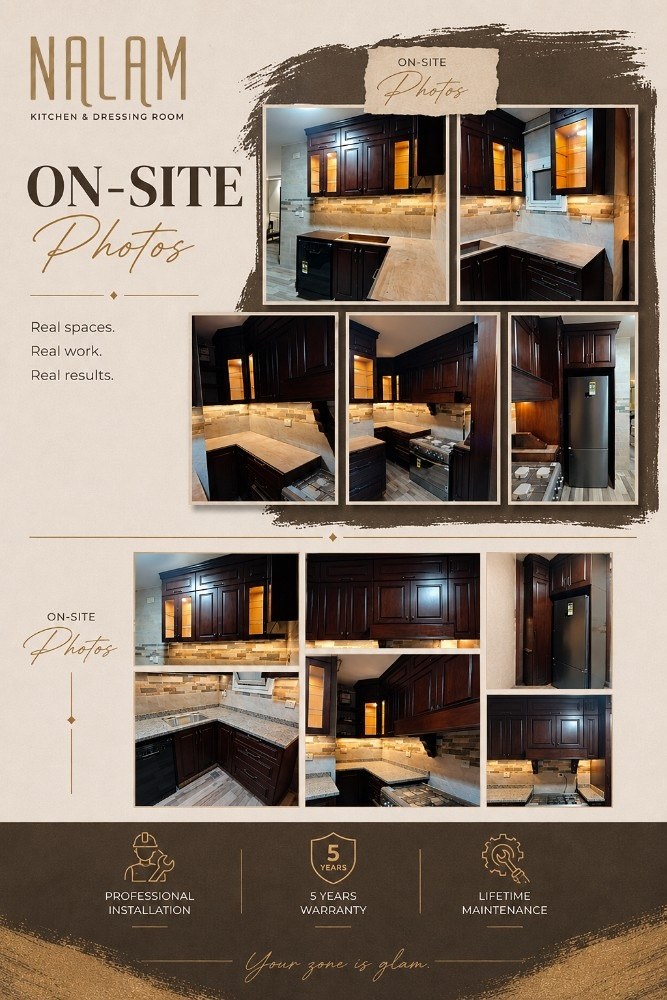 NALAM
KITCHEN & DRESSING ROOM
ON-SITE
Photos
Real spaces.
Real work.
Real results.
ON-SITE
Photos
ON-SITE
Photos
PROFESSIONAL
INSTALLATION
5
YEARS
5 YEARS
WARRANTY
LIFETIME
MAINTENANCE
Your zone is glam.